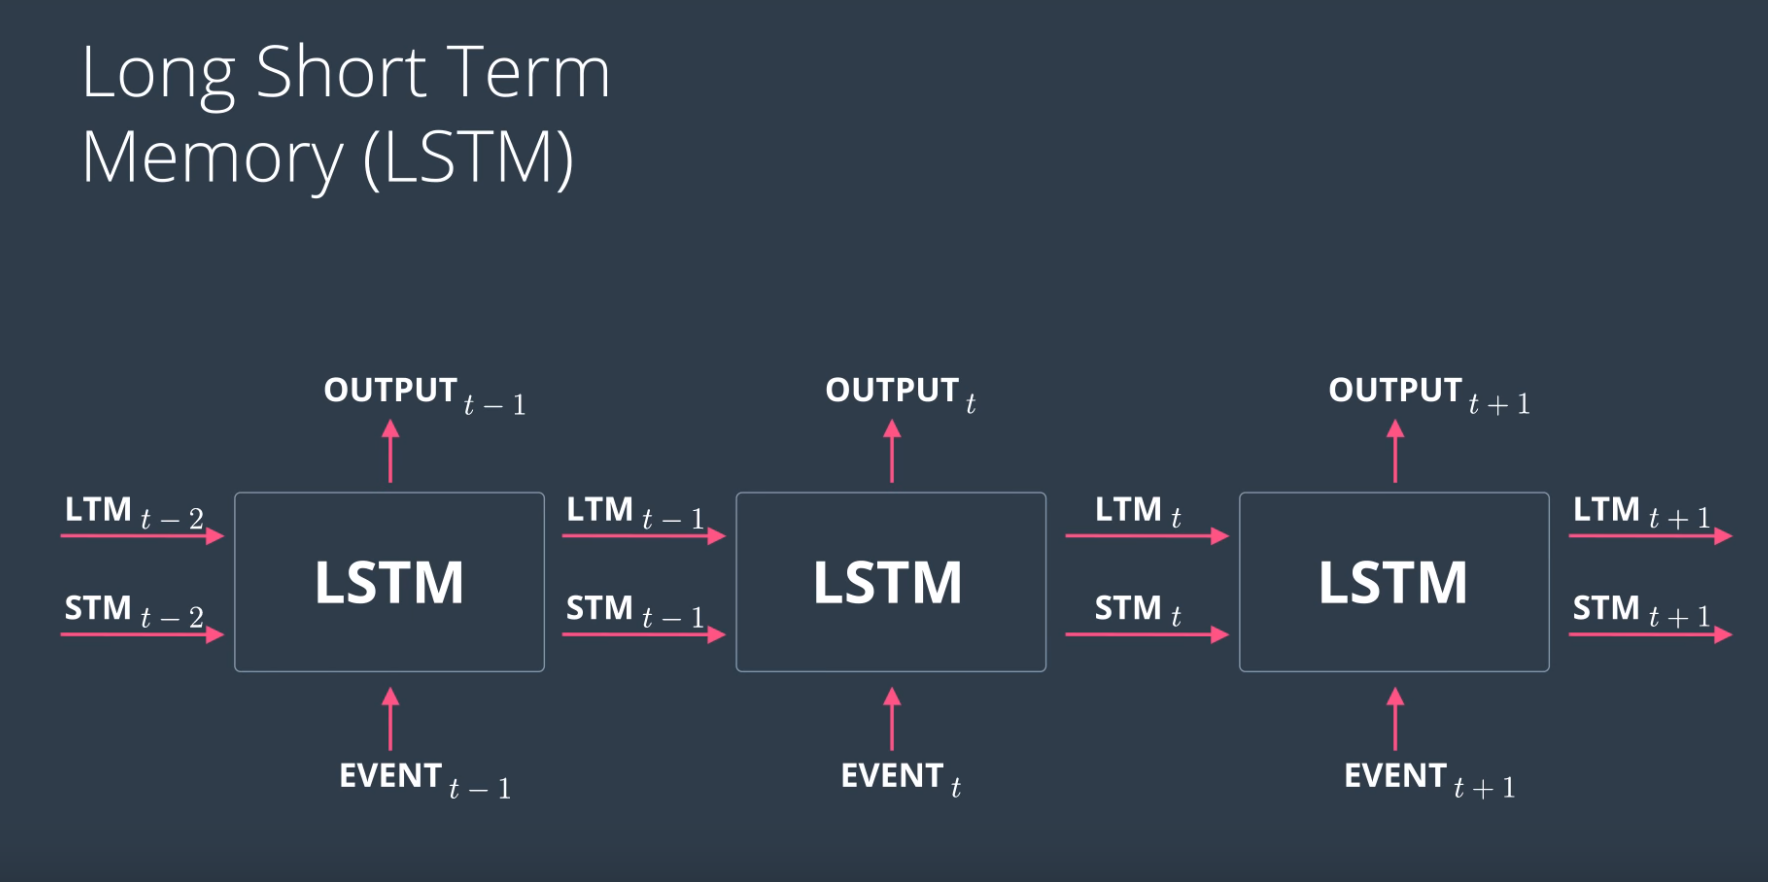 Long Short Term
Memory (LSTM)
OUTPUT t − 1
OUTPUT t
OUTPUT t + 1
LTM t − 2
LTM t − 1
LTM t
LTM t + 1
LSTM
LSTM
LSTM
STM t − 2
STM t − 1
STM t
STM t + 1
EVENT t − 1
EVENT t
EVENT t + 1